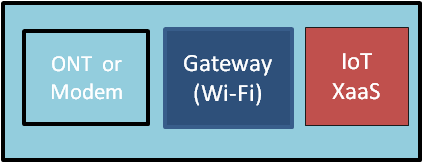 ONT or
Modem
Gateway
(Wi-Fi)
IoT
XaaS